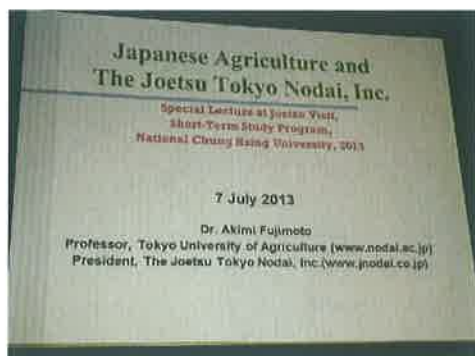 Japanese Agriculture and
The Joetsu Tokyo Nodai, Inc.
Special Lecture at Joetsu Visit,
Short-Term Study Program,
National Chung Hsing University, 2013
7 July 2013
Dr. Akimi Fujimoto
Professor, Tokyo University of Agriculture (www.nodai.ac.jp)
President, The Joetsu Tokyo Nodai, Inc.(www.jnodai.co.jp)